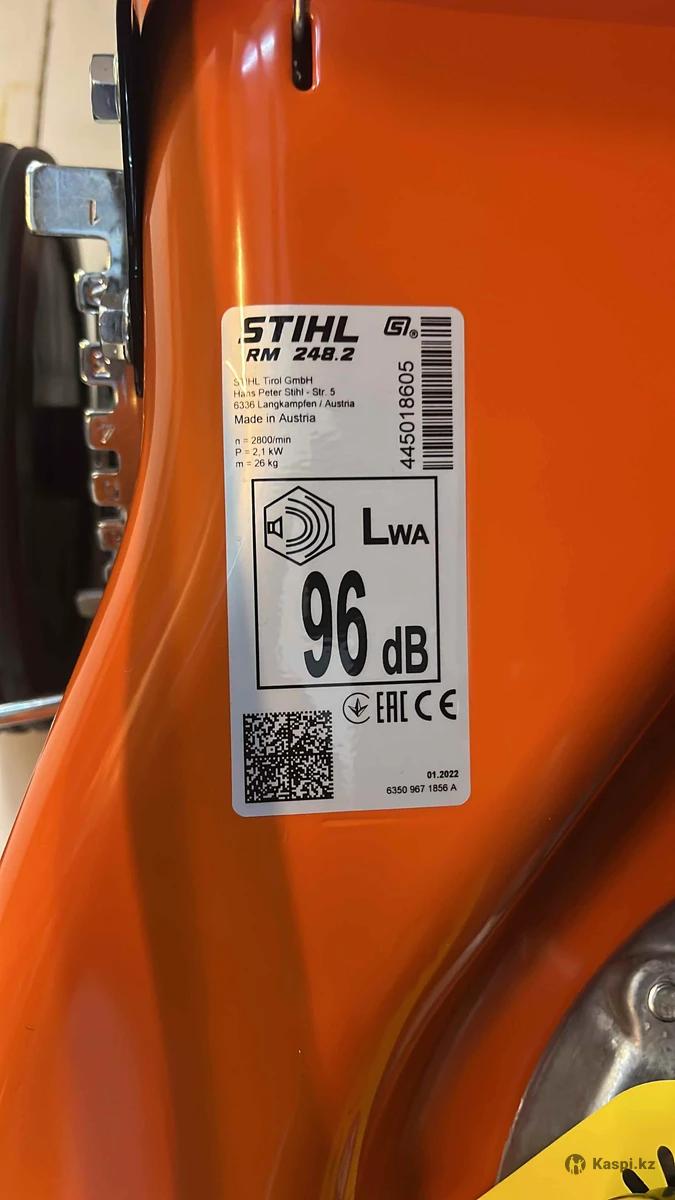 STIHL GS®
RM 248.2
STIHL Tirol GmbH
Hans Peter Stihl - Str. 5
6336 Langkampfen / Austria
Made in Austria
n = 2800/min
P = 2,1 kW
m = 26 kg
445018605
LWA
96 dB
EAC CE
01.2022
6350 967 1856 A
1
Kaspi.kz